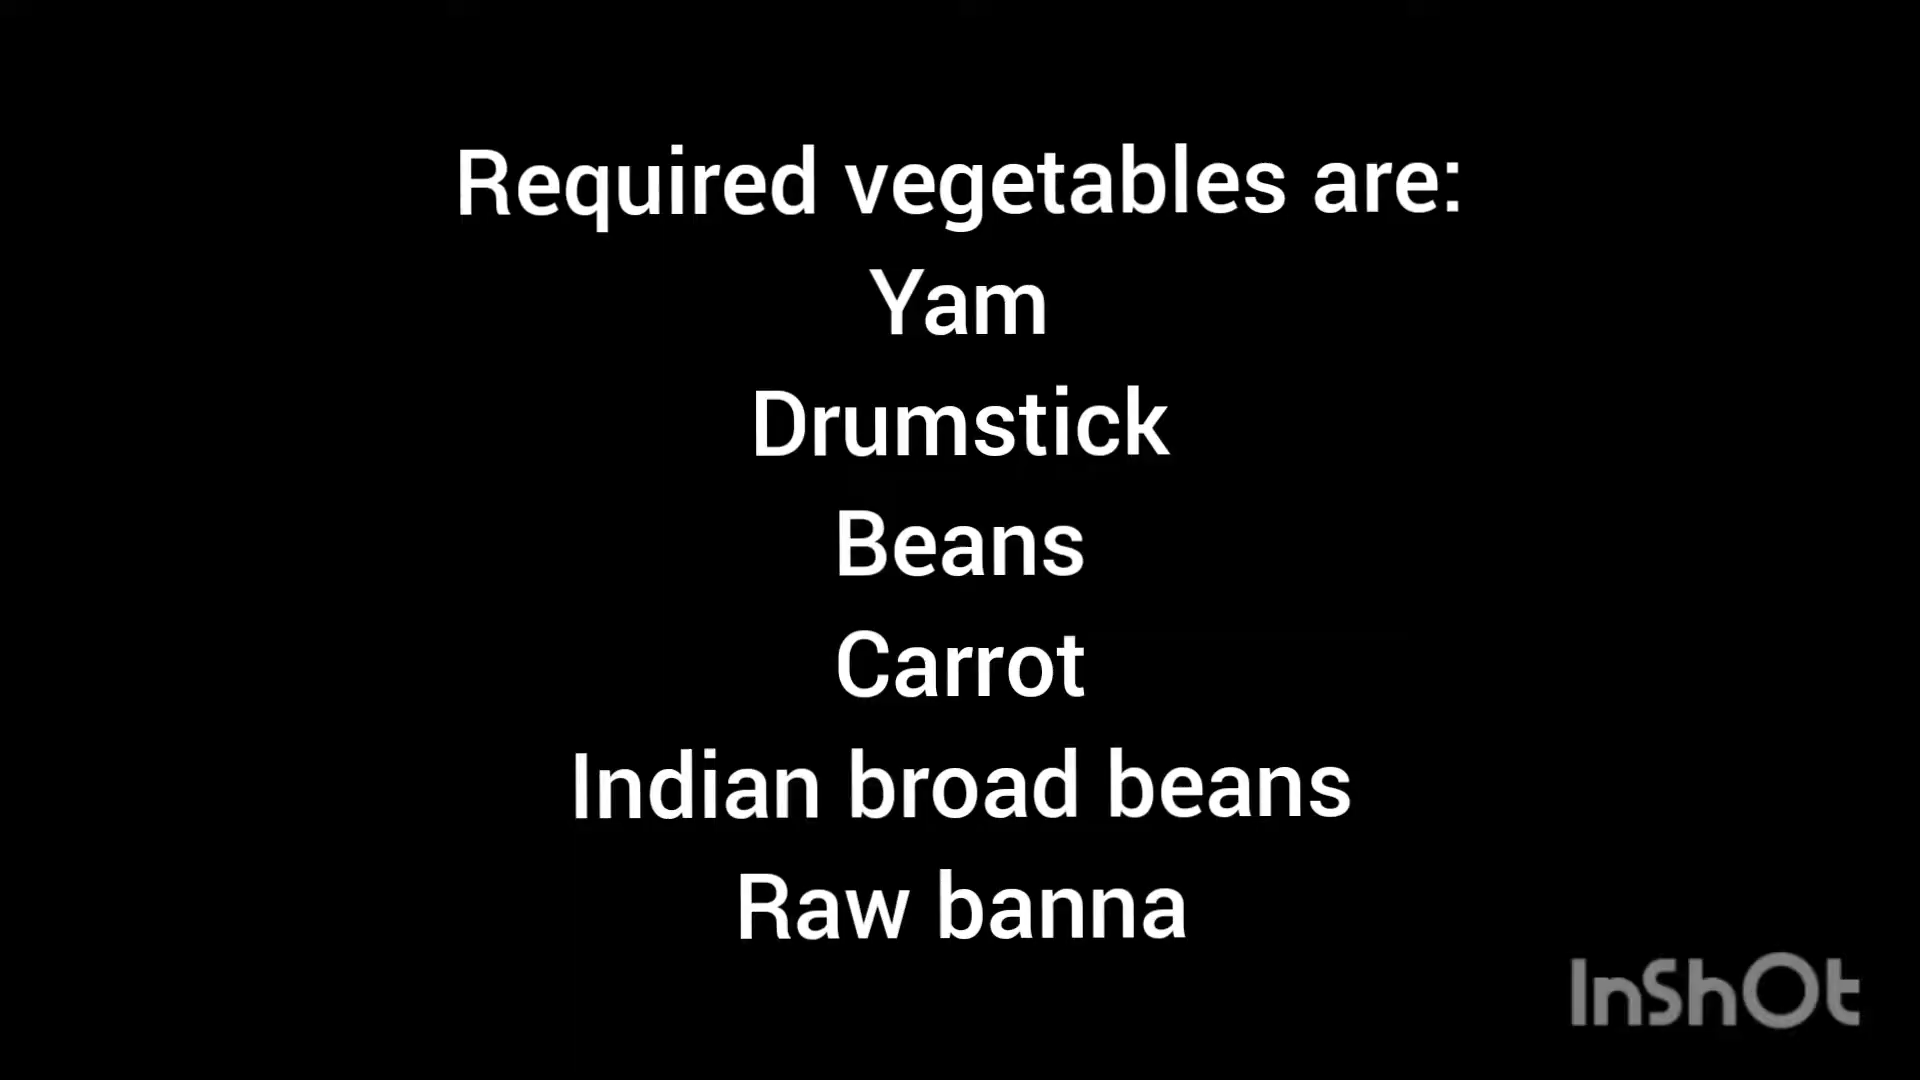 Required vegetables are:
Yam
Drumstick
Beans
Carrot
Indian broad beans
Raw banna
InShOt